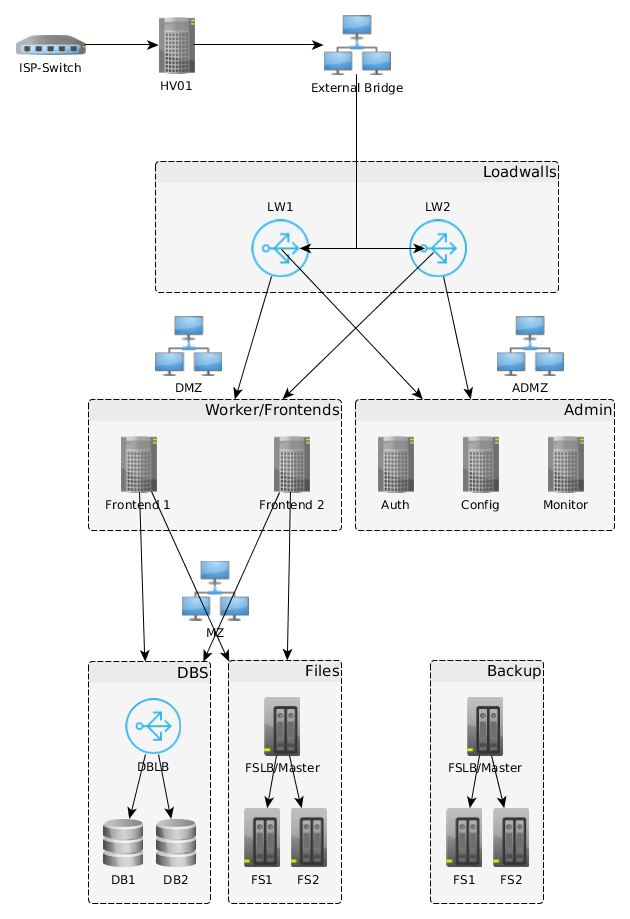 ISP-Switch
HV01
External Bridge
Loadwalls
LW1
LW2
DMZ
ADMZ
Worker/Frontends
Admin
Frontend 1
Frontend 2
Auth
Config
Monitor
MZ
DBS
Files
Backup
DBLB
FSLB/Master
FSLB/Master
DB1
DB2
FS1
FS2
FS1
FS2